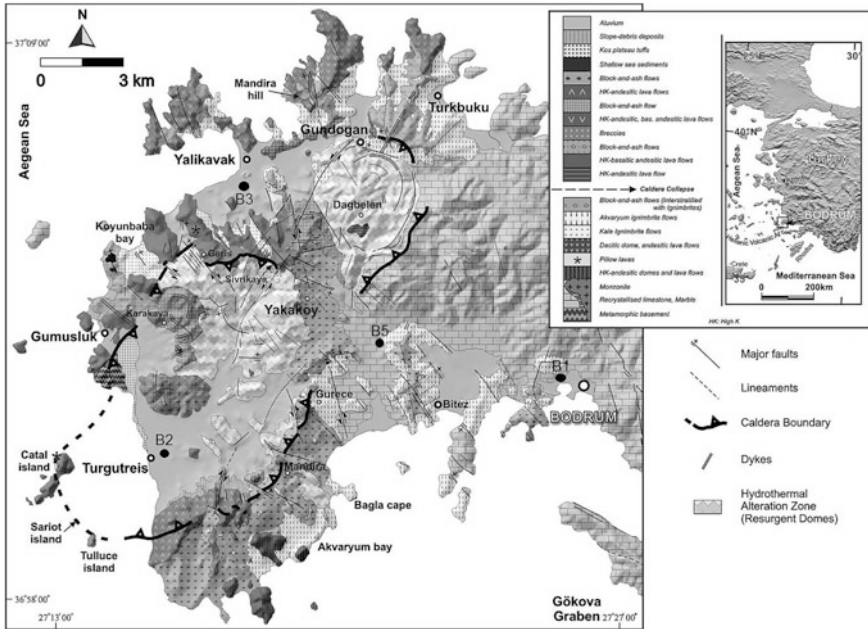 37°09'00"
N
0 3 km
Aegean Sea
Mandira
hill
Turkbuku
Gundogan
Yalikavak
B3
Dagbelen
Koyunbaba
bay
Geris
Sivrikaya
Karakaya
Yakakoy
Gumusluk
B5
B1
Gurece
Bitez
BODRUM
B2
Catal
island
Turgutreis
Mandira
Bagla cape
Sariot
island
Tulluce
island
Akvaryum bay
36°58'00"
27°13'00"
Gökova
Graben
27°27'00"
Aluvium
Slope-debris deposits
Kos plateau tuffs
Shallow sea sediments
Block-and-ash flows
HK-andesitic lava flows
Block-and-ash flow
HK-andesitic, bas. andesitic lava flows
Breccias
Block-and-ash flows
HK-basaltic andesitic lava flows
HK-andesitic lava flow
Caldera Collapse
Block-and-ash flows (Interstratified
with Ignimbrites)
Akvaryum Ignimbrite flows
Kale Ignimbrite flows
Dacitic dome, andesitic lava flows
Pillow lavas
HK-andesitic domes and lava flows
Monzonite
Recrystallised limestone, Marble
Metamorphic basement
HK: High K
25°E
30°
40°N
Aegean Sea
Turkey
BODRUM
Crete
35°
Mediterranean Sea
0 200km
Major faults
Lineaments
Caldera Boundary
Dykes
Hydrothermal
Alteration Zone
(Resurgent Domes)